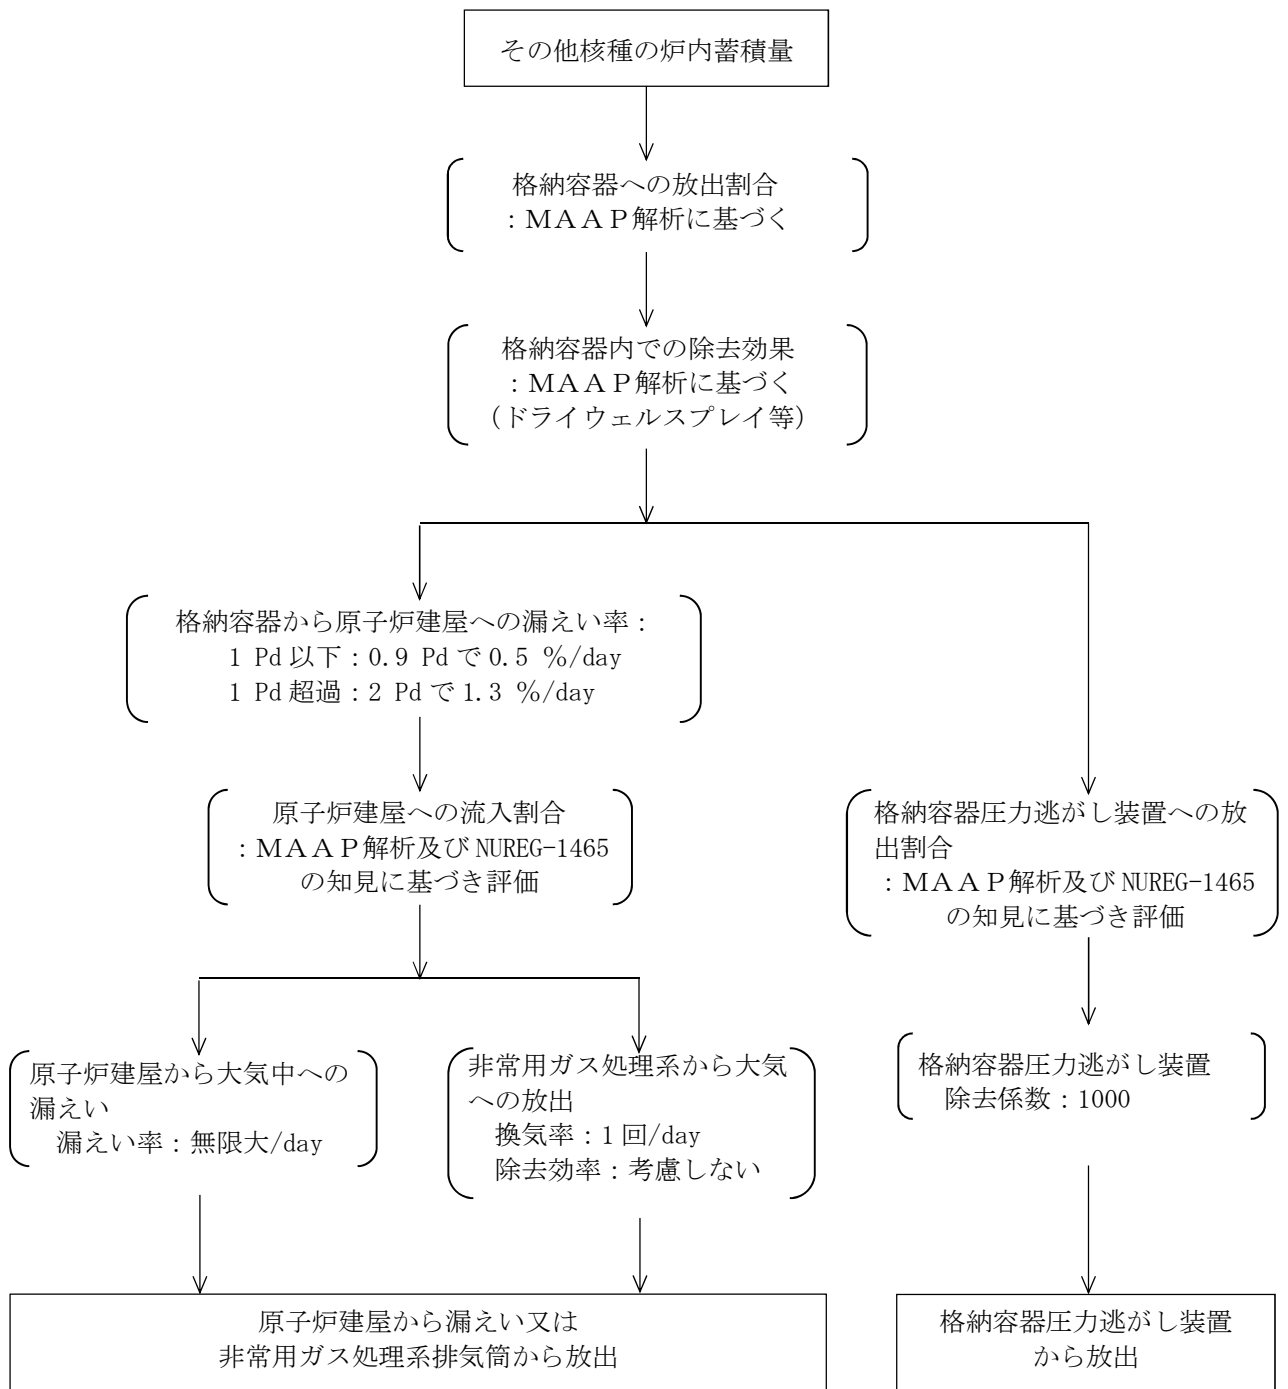 その他核種の炉内蓄積量
格納容器への放出割合
：ＭＡＡＰ解析に基づく
格納容器内での除去効果
：ＭＡＡＰ解析に基づく
（ドライウェルスプレイ等）
格納容器から原子炉建屋への漏えい率：
1 Pd 以下：0.9 Pd で 0.5 %/day
1 Pd 超過：2 Pd で 1.3 %/day
原子炉建屋への流入割合
：ＭＡＡＰ解析及び NUREG-1465
の知見に基づき評価
格納容器圧力逃がし装置への放
出割合
：ＭＡＡＰ解析及び NUREG-1465
の知見に基づき評価
原子炉建屋から大気中への
漏えい
漏えい率：無限大/day
非常用ガス処理系から大気
への放出
換気率：1 回/day
除去効率：考慮しない
格納容器圧力逃がし装置
除去係数：1000
原子炉建屋から漏えい又は
非常用ガス処理系排気筒から放出
格納容器圧力逃がし装置
から放出